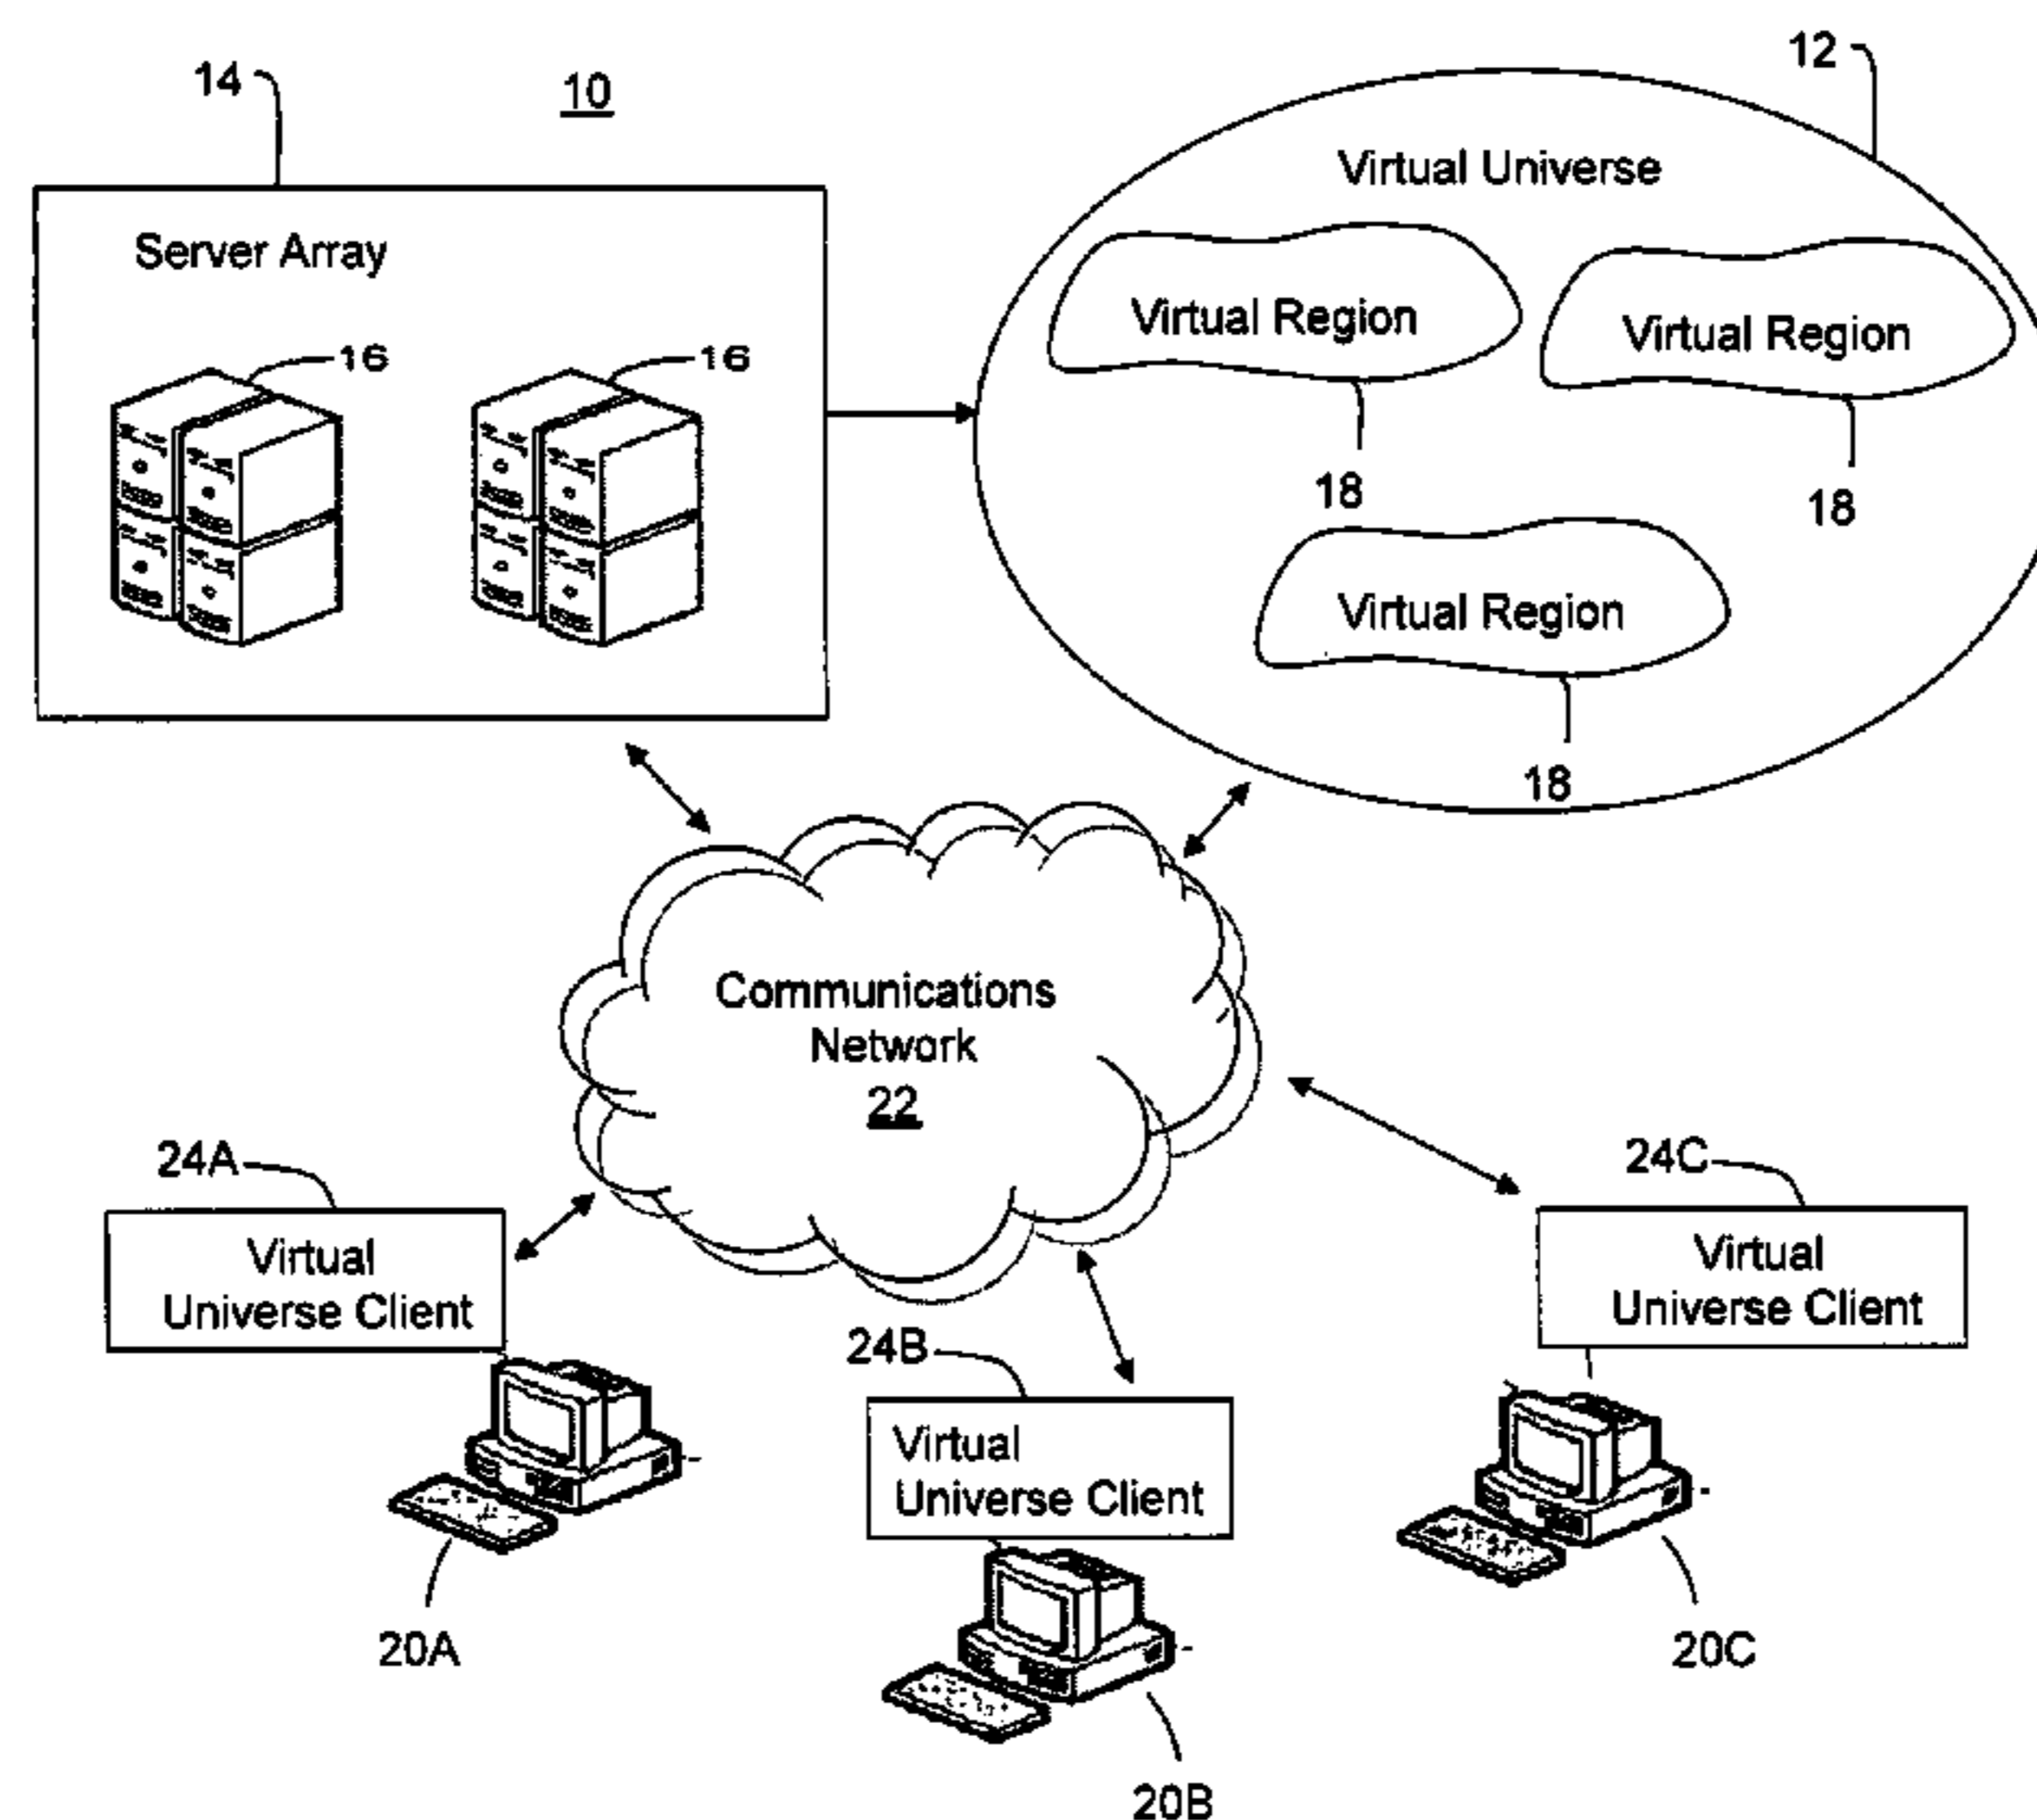 14
10
12
Server Array
16
16
Virtual Universe
Virtual Region
Virtual Region
18
18
Virtual Region
18
Communications
Network
22
24A
Virtual
Universe Client
20A
24B
Virtual
Universe Client
20B
24C
Virtual
Universe Client
20C